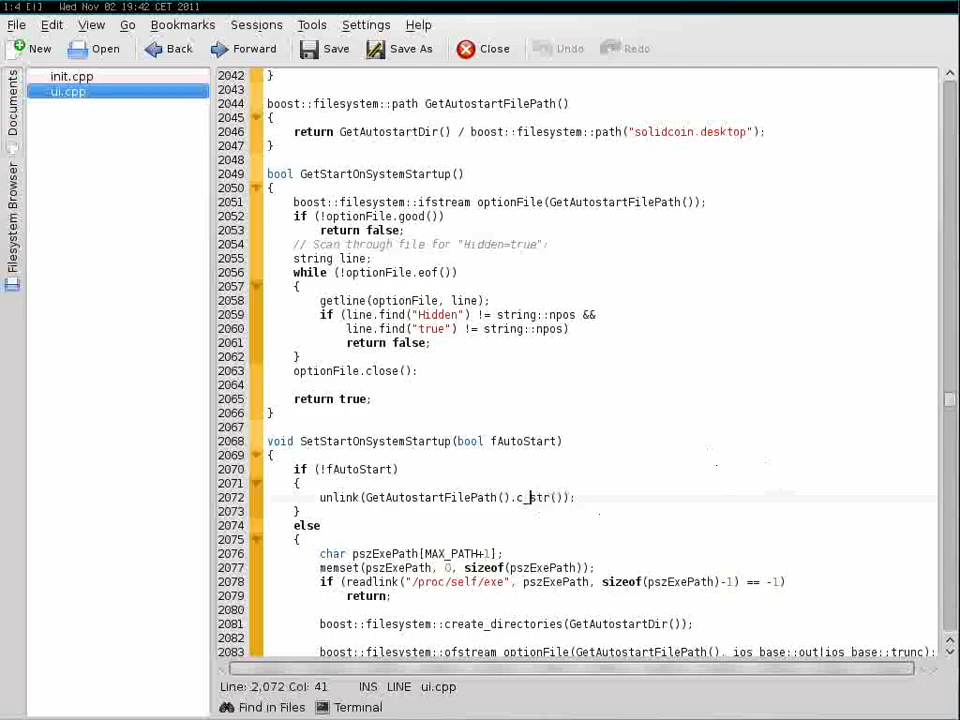 1:4 [|] Wed Nov 02 19:42 CET 2011
File Edit View Go Bookmarks Sessions Tools Settings Help
New Open Back Forward Save Save As Close Undo Redo
Documents
Filesystem Browser
init.cpp
ui.cpp
2042 }
2043
2044 boost::filesystem::path GetAutostartFilePath()
2045 {
2046     return GetAutostartDir() / boost::filesystem::path("solidcoin.desktop");
2047 }
2048
2049 bool GetStartOnSystemStartup()
2050 {
2051     boost::filesystem::ifstream optionFile(GetAutostartFilePath());
2052     if (!optionFile.good())
2053         return false;
2054     // Scan through file for "Hidden=true":
2055     string line;
2056     while (!optionFile.eof())
2057     {
2058         getline(optionFile, line);
2059         if (line.find("Hidden") != string::npos &&
2060             line.find("true") != string::npos)
2061             return false;
2062     }
2063     optionFile.close();
2064
2065     return true;
2066 }
2067
2068 void SetStartOnSystemStartup(bool fAutoStart)
2069 {
2070     if (!fAutoStart)
2071     {
2072         unlink(GetAutostartFilePath().c_str());
2073     }
2074     else
2075     {
2076         char pszExePath[MAX_PATH+1];
2077         memset(pszExePath, 0, sizeof(pszExePath));
2078         if (readlink("/proc/self/exe", pszExePath, sizeof(pszExePath)-1) == -1)
2079             return;
2080
2081         boost::filesystem::create_directories(GetAutostartDir());
2082
2083         boost::filesystem::ofstream optionFile(GetAutostartFilePath(), ios_base::out|ios_base::trunc);
Line: 2,072 Col: 41 INS LINE ui.cpp
Find in Files Terminal